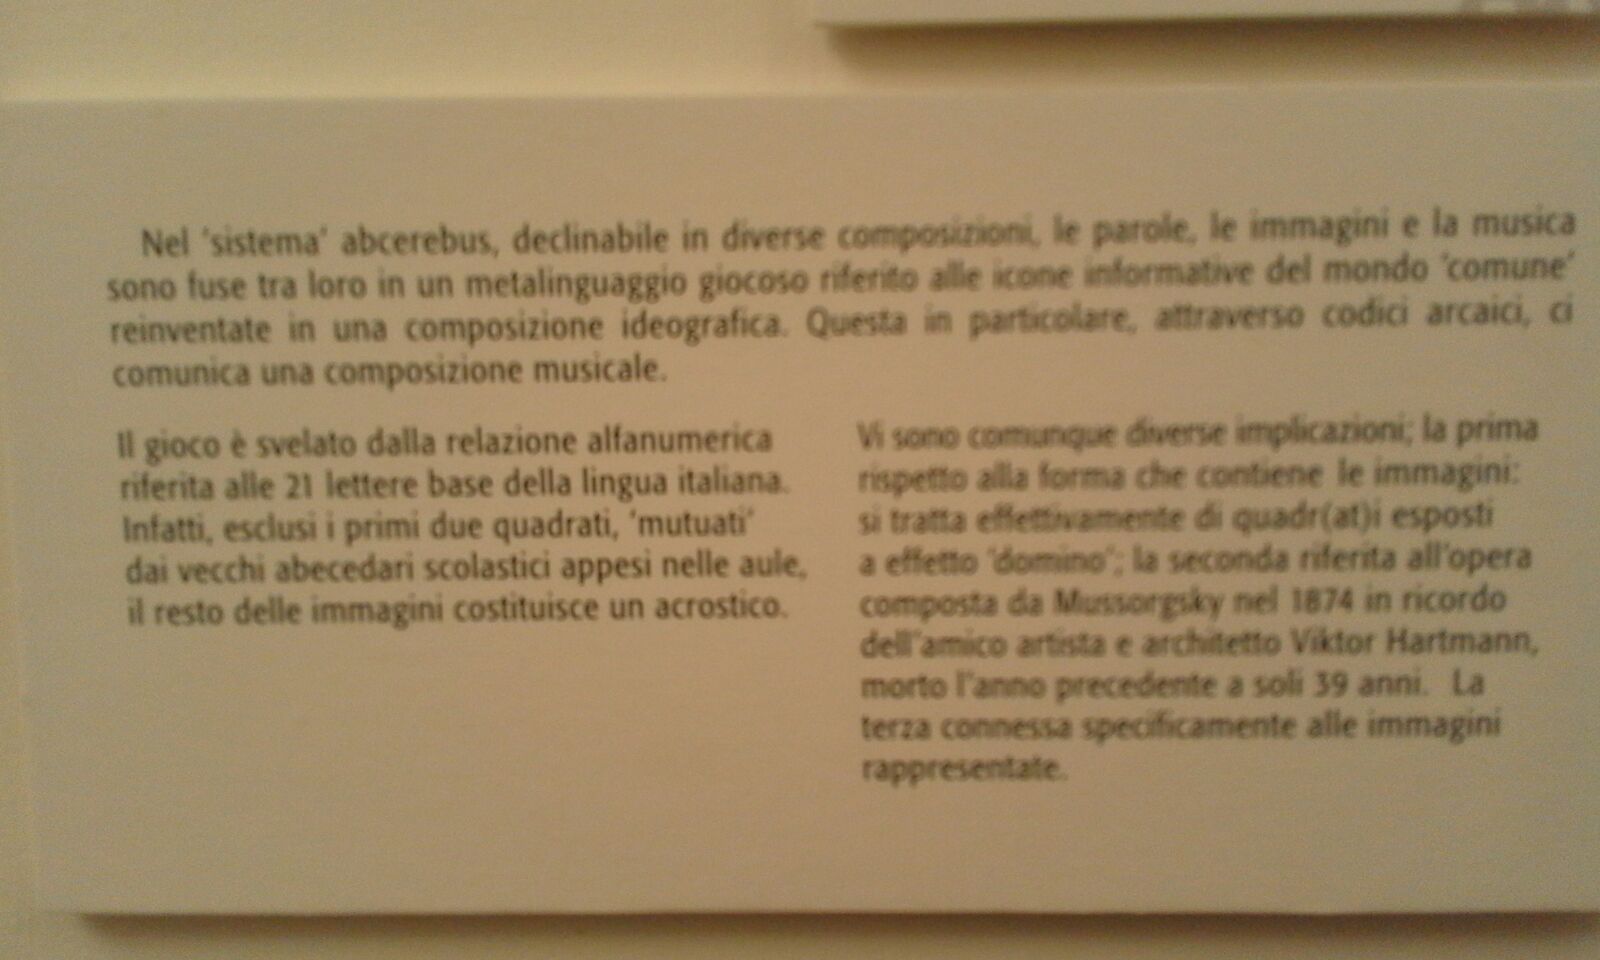 Nel 'sistema' abcerebus, declinabile in diverse composizioni, le parole, le immagini e la musica
sono fuse tra loro in un metalinguaggio giocoso riferito alle icone informative del mondo 'comune'
reinventate in una composizione ideografica. Questa in particolare, attraverso codici arcaici, ci
comunica una composizione musicale.
Il gioco è svelato dalla relazione alfanumerica
riferita alle 21 lettere base della lingua italiana.
Infatti, esclusi i primi due quadrati, 'mutuati'
dai vecchi abecedari scolastici appesi nelle aule,
il resto delle immagini costituisce un acrostico.
Vi sono comunque diverse implicazioni; la prima
rispetto alla forma che contiene le immagini:
si tratta effettivamente di quadr(at)i esposti
a effetto 'domino'; la seconda riferita all'opera
composta da Mussorgsky nel 1874 in ricordo
dell'amico artista e architetto Viktor Hartmann,
morto l'anno precedente a soli 39 anni. La
terza connessa specificamente alle immagini
rappresentate.